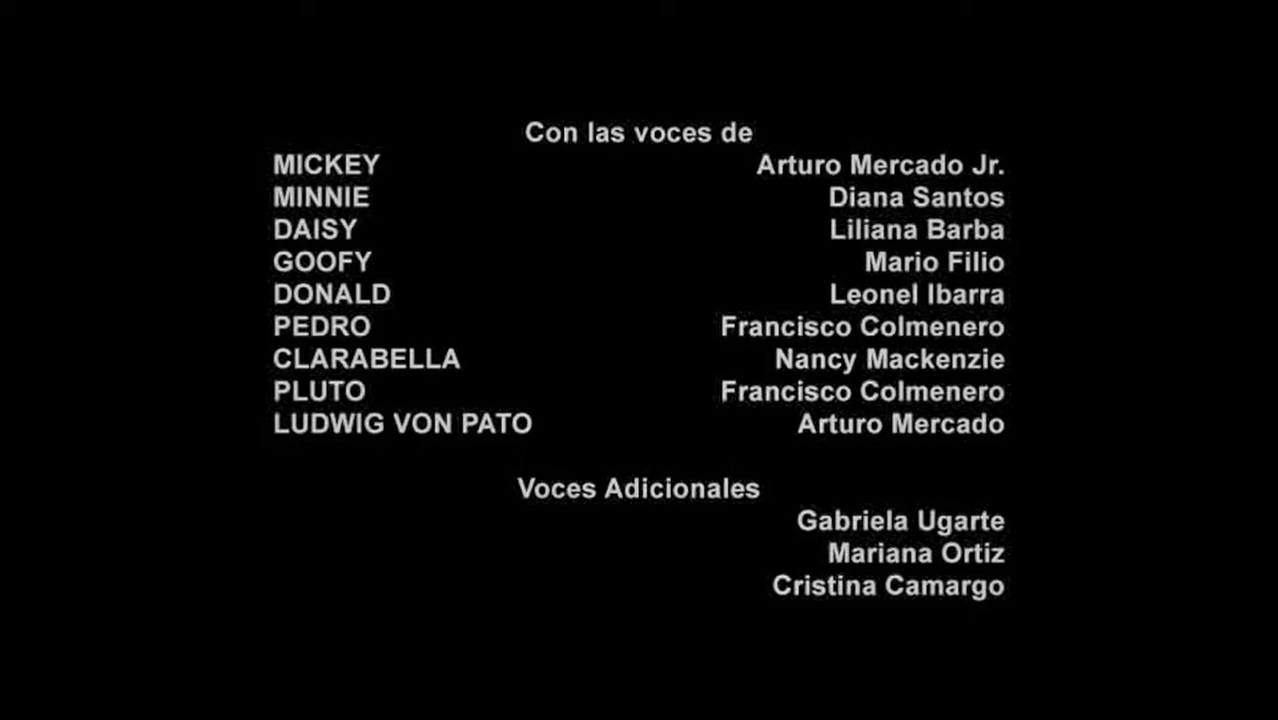 Con las voces de
MICKEY Arturo Mercado Jr.
MINNIE Diana Santos
DAISY Liliana Barba
GOOFY Mario Filio
DONALD Leonel Ibarra
PEDRO Francisco Colmenero
CLARABELLA Nancy Mackenzie
PLUTO Francisco Colmenero
LUDWIG VON PATO Arturo Mercado
Voces Adicionales
Gabriela Ugarte
Mariana Ortiz
Cristina Camargo